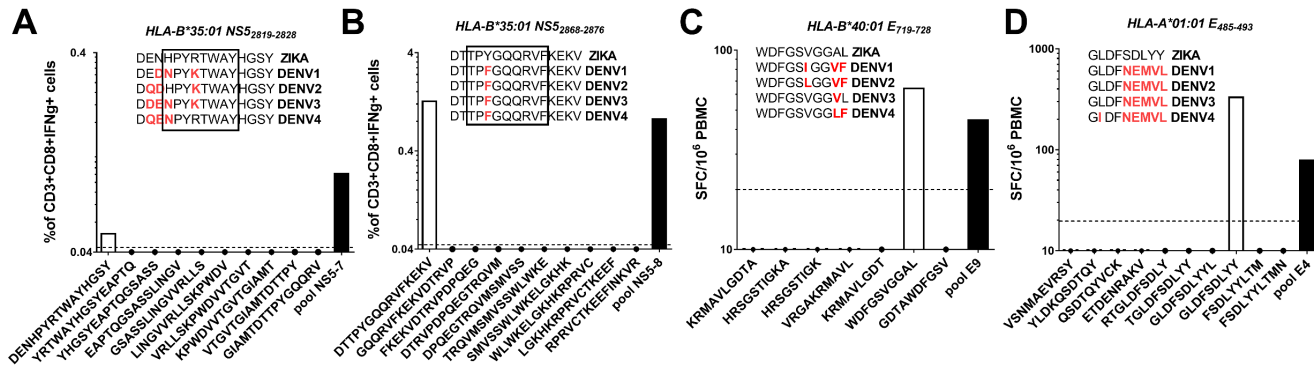 A
HLA-B*35:01 NS52819-2828
%of CD3+CD8+IFNg+ cells
0.4
0.04
DENHPYRTWAYHGSY ZIKA
DEDNPYKTWAYHGSY DENV1
DQDHPYKTWAYHGSY DENV2
DDENPYKTWAYHGSY DENV3
DQENPYRTWAYHGSY DENV4
DENHPYRTWAYHGSY
YRTWAYHGSYEAPTQ
YHGSYEAPTQGSASS
EAPTQGSASSLINGV
GSASSLINGVVRLLS
LINGVVRLLSKPWDV
VRLLSKPWDVVTGVT
KPWDVVTGVTGIAMT
VTGVTGIAMTDTTPY
GIAMTDTTPYGQQRV
pool NS5-7
B
HLA-B*35:01 NS52868-2876
%of CD3+CD8+IFNg+ cells
4
0.4
0.04
DTTPYGQQRVFKEKV ZIKA
DTTPFGQQRVFKEKV DENV1
DTTPFGQQRVFKEKV DENV2
DTTPFGQQRVFKEKV DENV3
DTTPFGQQRVFKEKV DENV4
DTTPYGQQRVFKEKV
GQQRVFKEKVDTRVP
FKEKVDTRVPDPQEG
DTRVPDPQEGTRQVM
DPQEGTRQVMSMVSS
TRQVMSMVSSWLWKE
SMVSSWLWKELGKHK
WLWKELGKHKRPRVC
LGKHKRPRVCTKEEF
RPRVCTKEEFINKVR
pool NS5-8
C
HLA-B*40:01 E719-728
SFC/10^6 PBMC
100
10
WDFGSVGGAL ZIKA
WDFGSIGGVF DENV1
WDFGSLGGVF DENV2
WDFGSVGGVL DENV3
WDFGSVGGLF DENV4
KRMAVLGDTA
HRSGSTIGKA
HRSGSTIGK
VRGAKRMAVL
KRMAVLGDT
WDFGSVGGAL
GDTAWDFGSV
pool E9
D
HLA-A*01:01 E485-493
SFC/10^6 PBMC
1000
100
10
GLDFSDLYY ZIKA
GLDFNEMVL DENV1
GLDFNEMVL DENV2
GLDFNEMVL DENV3
GIDFNEMVL DENV4
VSNMAEVRSY
YLDKQSDTQY
QSDTQYVCK
ETDENRAKV
RTGLDFSDLY
TGLDFSDLYY
GLDFSDLYYL
GLDFSDLYY
FSDLYYLTM
FSDLYYLTMN
pool E4